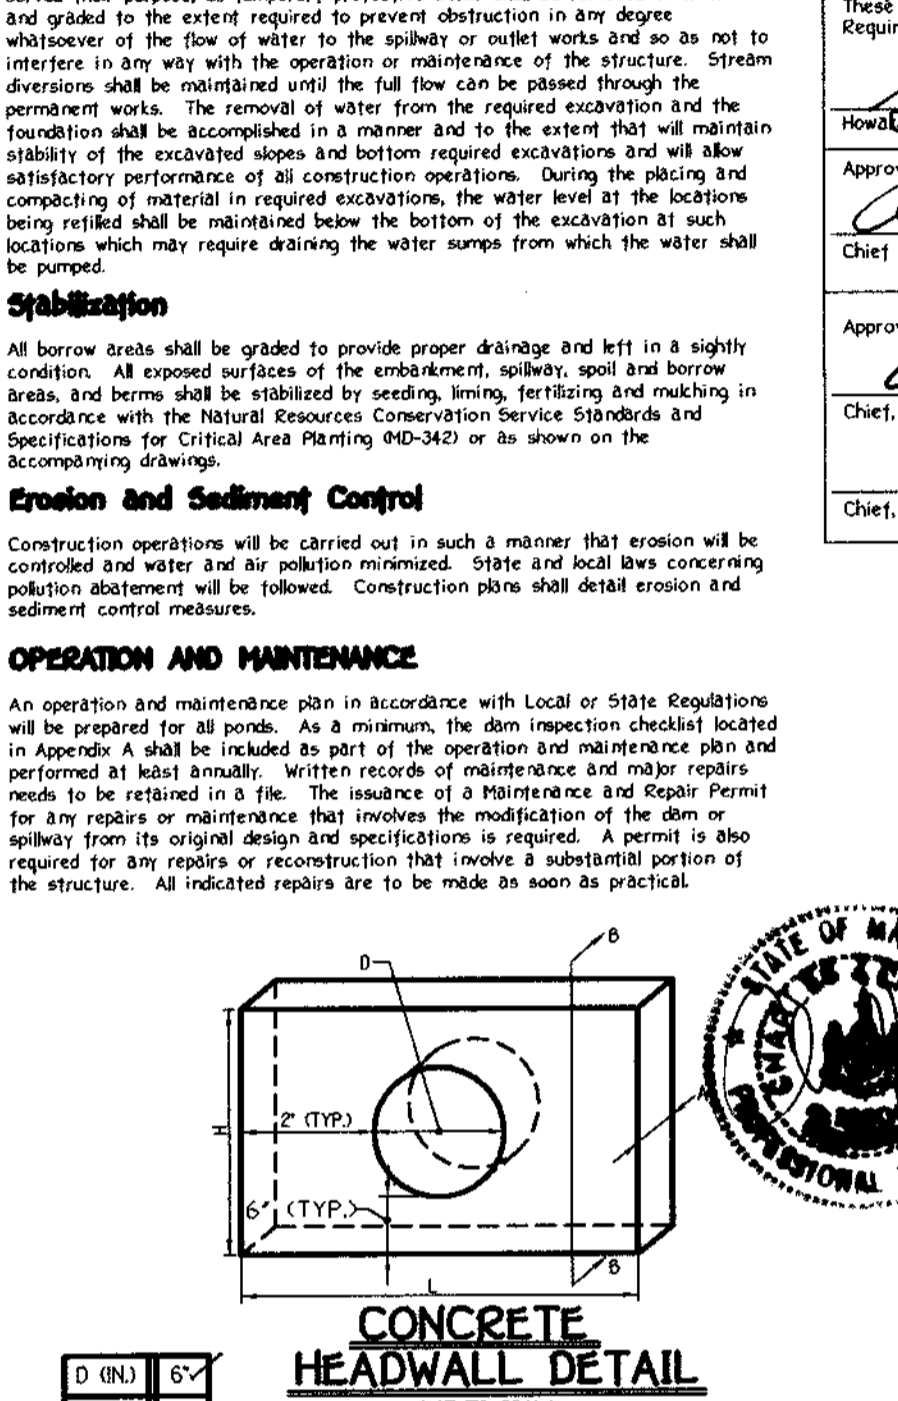 and graded to the extent required to prevent obstruction in any degree
whatsoever of the flow of water to the spillway or outlet works and so as not to
interfere in any way with the operation or maintenance of the structure. Stream
diversions shall be maintained until the full flow can be passed through the
permanent works. The removal of water from the required excavation and the
foundation shall be accomplished in a manner and to the extent that will maintain
stability of the excavated slopes and bottom required excavations and will allow
satisfactory performance of all construction operations. During the placing and
compacting of material in required excavations, the water level at the locations
being refilled shall be maintained below the bottom of the excavation at such
locations which may require draining the water sumps from which the water shall
be pumped.
Stabilization
All borrow areas shall be graded to provide proper drainage and left in a sightly
condition. All exposed surfaces of the embankment, spillway, spoil and borrow
areas, and berms shall be stabilized by seeding, liming, fertilizing and mulching in
accordance with the Natural Resources Conservation Service Standards and
Specifications for Critical Area Planting (MD-342) or as shown on the
accompanying drawings.
Erosion and Sediment Control
Construction operations will be carried out in such a manner that erosion will be
controlled and water and air pollution minimized. State and local laws concerning
pollution abatement will be followed. Construction plans shall detail erosion and
sediment control measures.
OPERATION AND MAINTENANCE
An operation and maintenance plan in accordance with Local or State Regulations
will be prepared for all ponds. As a minimum, the dam inspection checklist located
in Appendix A shall be included as part of the operation and maintenance plan and
performed at least annually. Written records of maintenance and major repairs
needs to be retained in a file. The issuance of a Maintenance and Repair Permit
for any repairs or maintenance that involves the modification of the dam or
spillway from its original design and specifications is required. A permit is also
required for any repairs or reconstruction that involve a substantial portion of
the structure. All indicated repairs are to be made as soon as practical.
These
Requir
Howa
Approv
Chief
Approv
Chief,
Chief,
B
D
STATE OF MA
A
H
2" (TYP.)
6" (TYP.)
B
L
CONCRETE
HEADWALL DETAIL
D (IN.) 6"